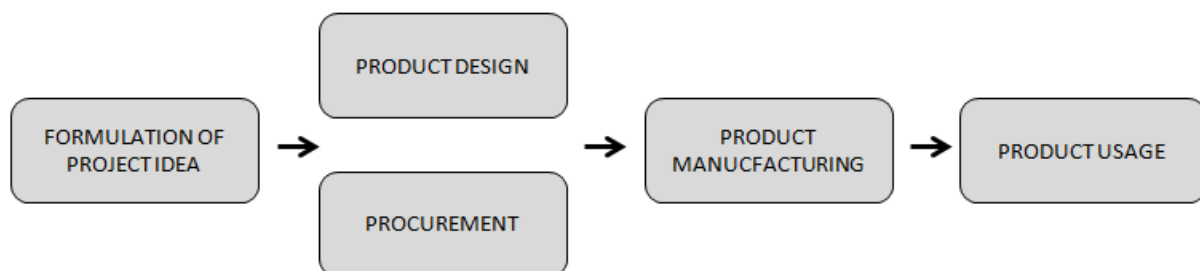 FORMULATION OF
PROJECT IDEA
PRODUCT DESIGN
PROCUREMENT
PRODUCT
MANUCFACTURING
PRODUCT USAGE